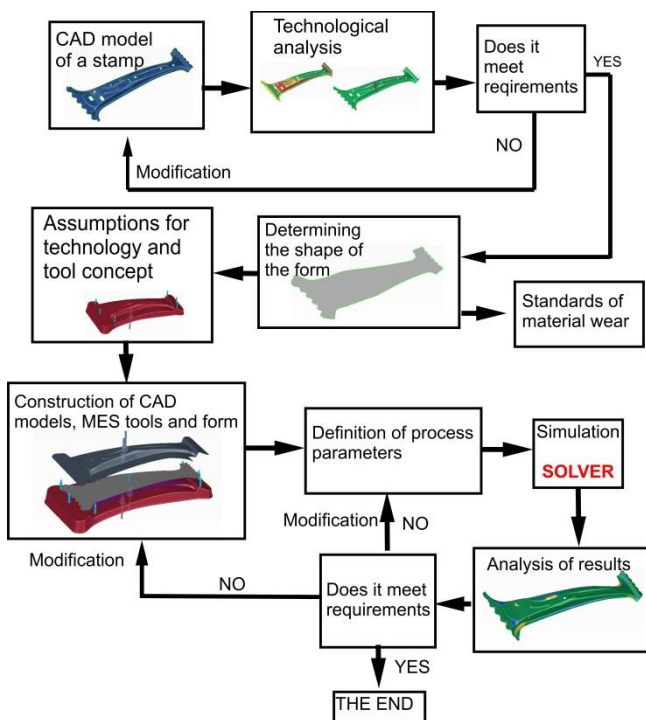 CAD model
of a stamp
Technological
analysis
Does it
meet
reqirements
YES
NO
Modification
Assumptions for
technology and
tool concept
Determining
the shape of
the form
Standards of
material wear
Construction of CAD
models, MES tools and form
Definition of process
parameters
Simulation
SOLVER
Modification
NO
Analysis of results
Modification
NO
Does it meet
requirements
YES
THE END